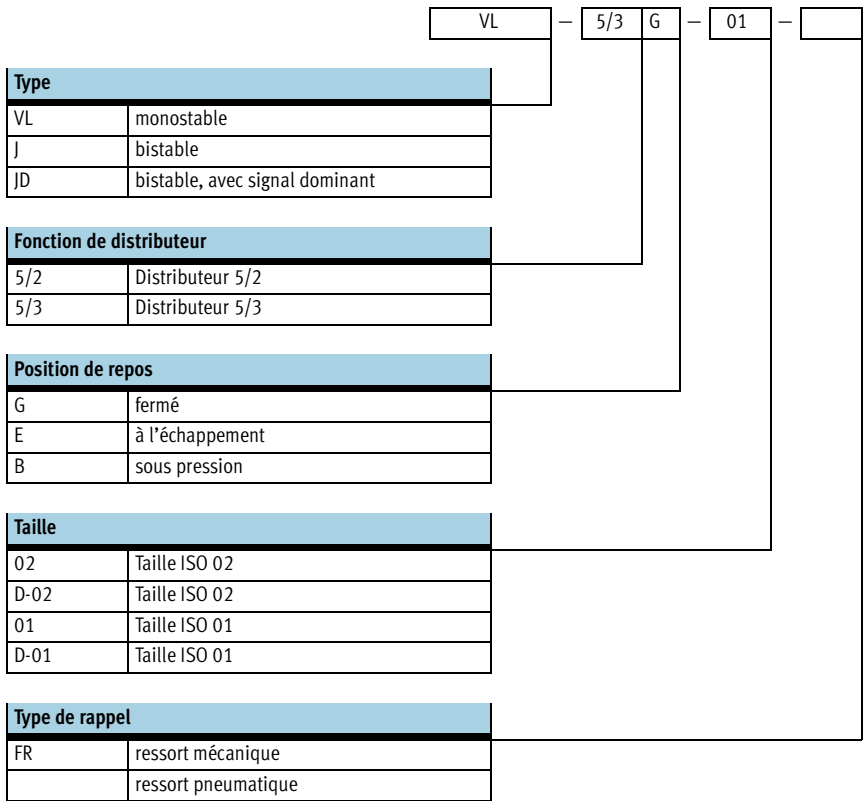 VL – 5/3 G – 01 –
Type
VL monostable
J bistable
JD bistable, avec signal dominant
Fonction de distributeur
5/2 Distributeur 5/2
5/3 Distributeur 5/3
Position de repos
G fermé
E à l’échappement
B sous pression
Taille
02 Taille ISO 02
D-02 Taille ISO 02
01 Taille ISO 01
D-01 Taille ISO 01
Type de rappel
FR ressort mécanique
ressort pneumatique